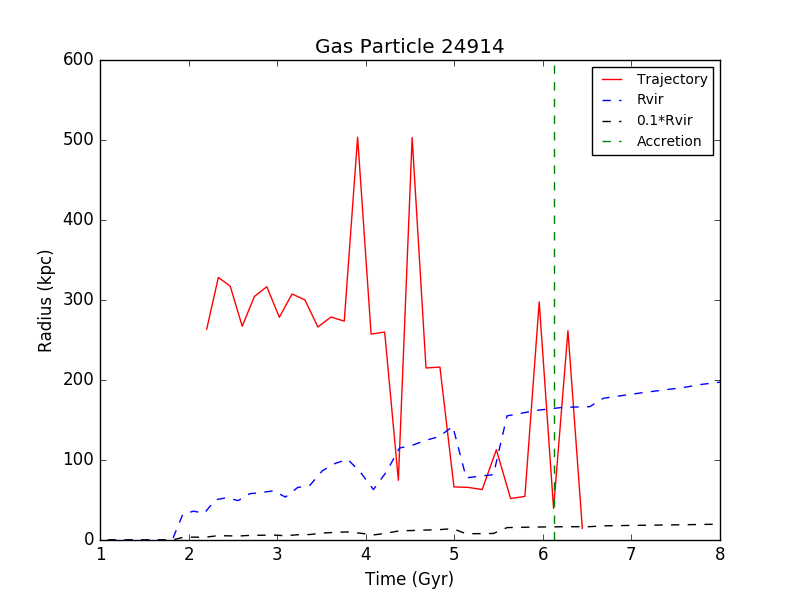 Gas Particle 24914
600
500
400
300
200
100
0
Radius (kpc)
1 2 3 4 5 6 7 8
Time (Gyr)
Trajectory
Rvir
0.1*Rvir
Accretion